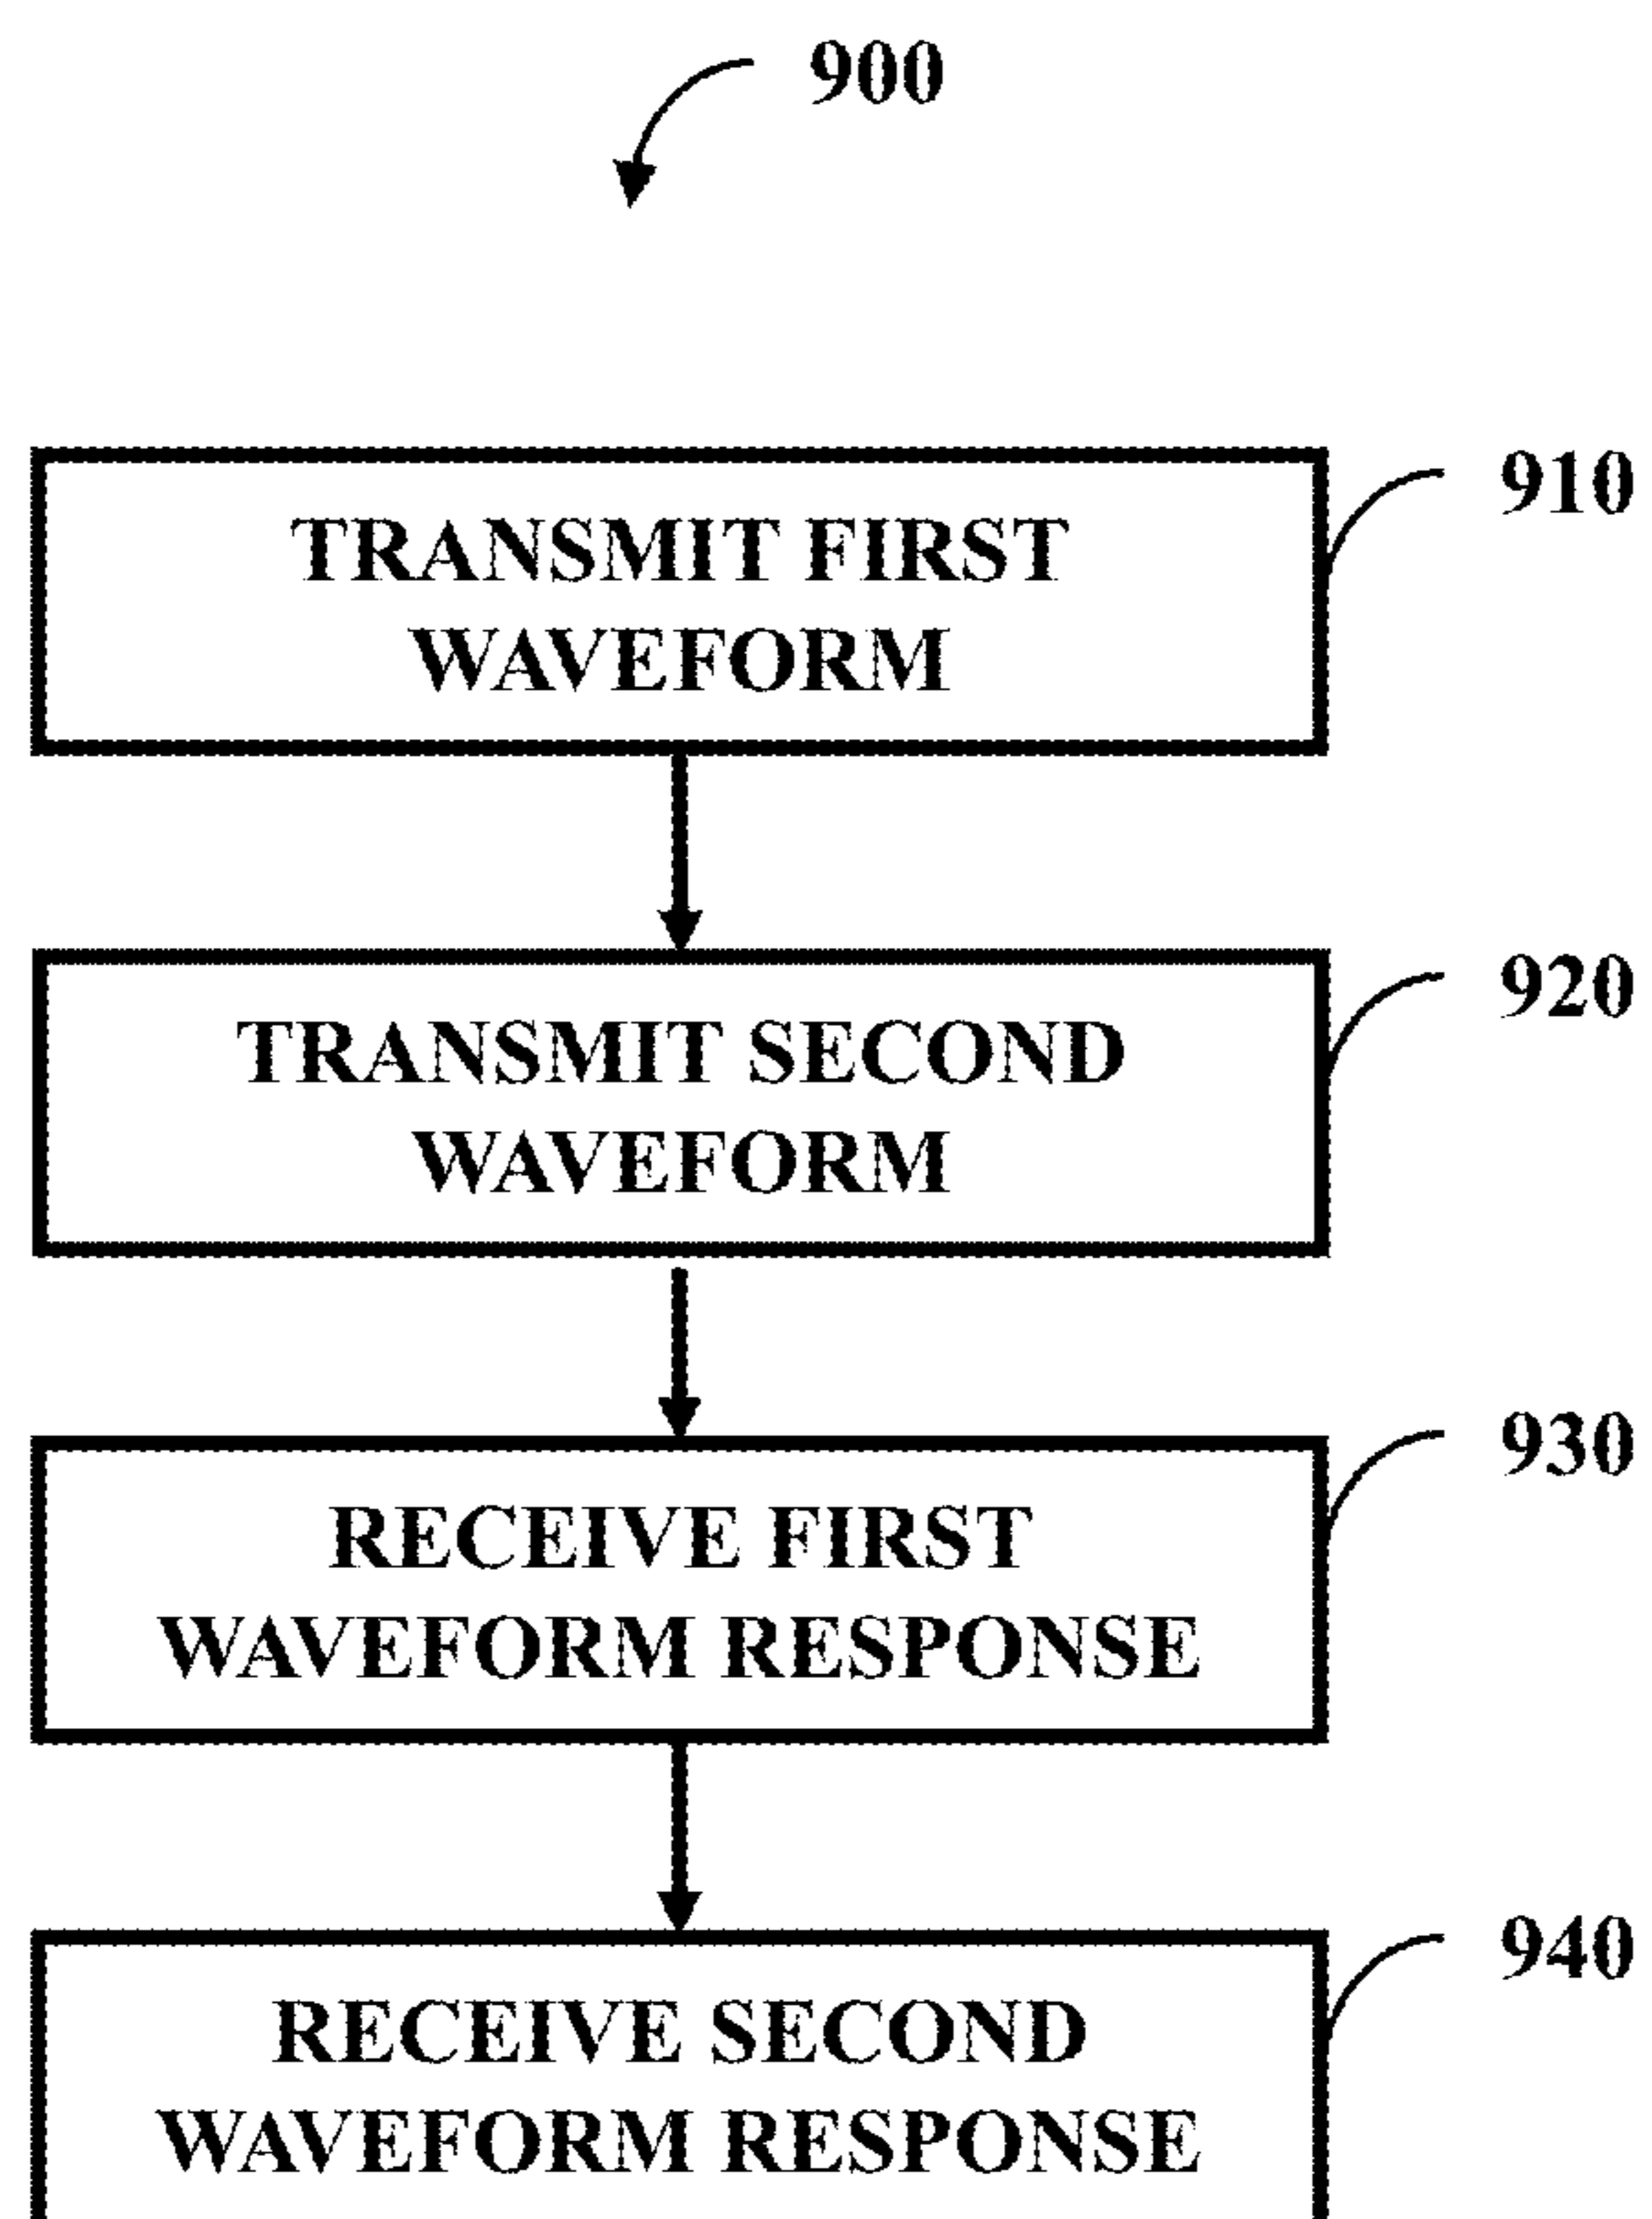 900
910
TRANSMIT FIRST
WAVEFORM
920
TRANSMIT SECOND
WAVEFORM
930
RECEIVE FIRST
WAVEFORM RESPONSE
940
RECEIVE SECOND
WAVEFORM RESPONSE